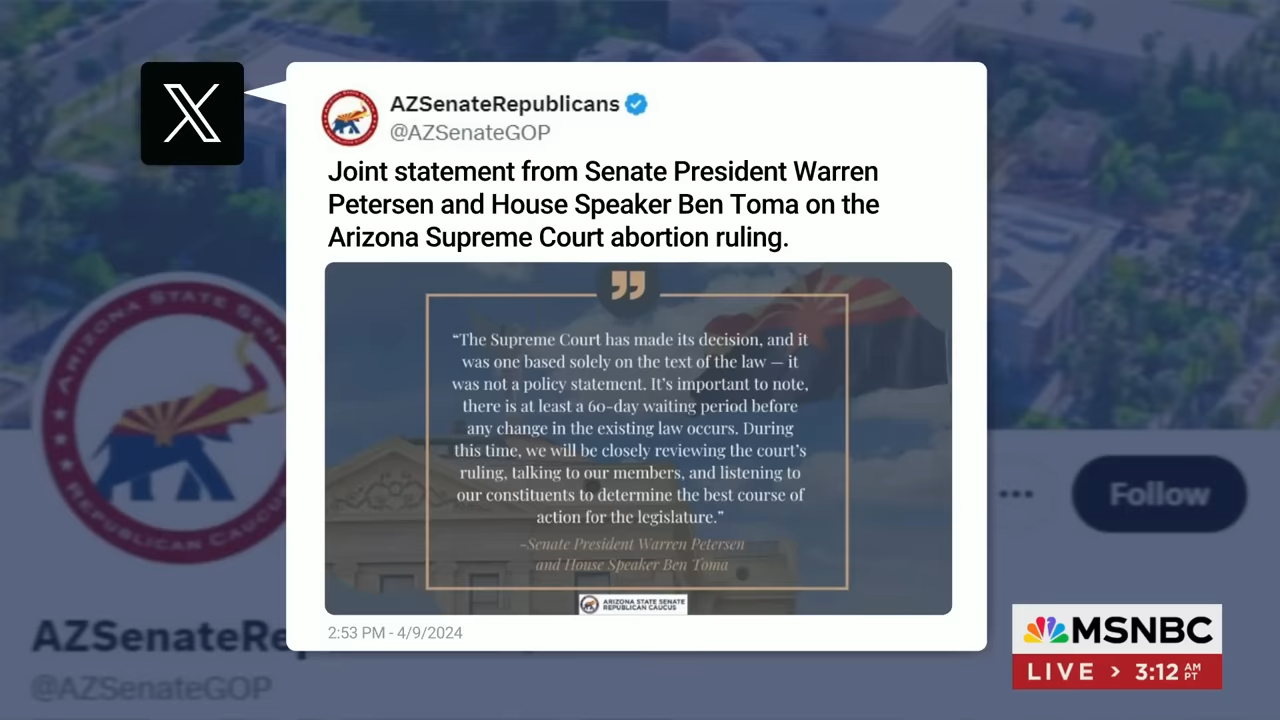 AZSenateRepublicans
@AZSenateGOP
Joint statement from Senate President Warren
Petersen and House Speaker Ben Toma on the
Arizona Supreme Court abortion ruling.
“The Supreme Court has made its decision, and it
was one based solely on the text of the law — it
was not a policy statement. It’s important to note,
there is at least a 60-day waiting period before
any change in the existing law occurs. During
this time, we will be closely reviewing the court’s
ruling, talking to our members, and listening to
our constituents to determine the best course of
action for the legislature.”
-Senate President Warren Petersen
and House Speaker Ben Toma
ARIZONA STATE SENATE
REPUBLICAN CAUCUS
2:53 PM - 4/9/2024
ARIZONA STATE SEN
REPUBLICAN CAUCUS
Follow
AZSenateRe
@AZSenateGOP
MSNBC
LIVE > 3:12 AM PT